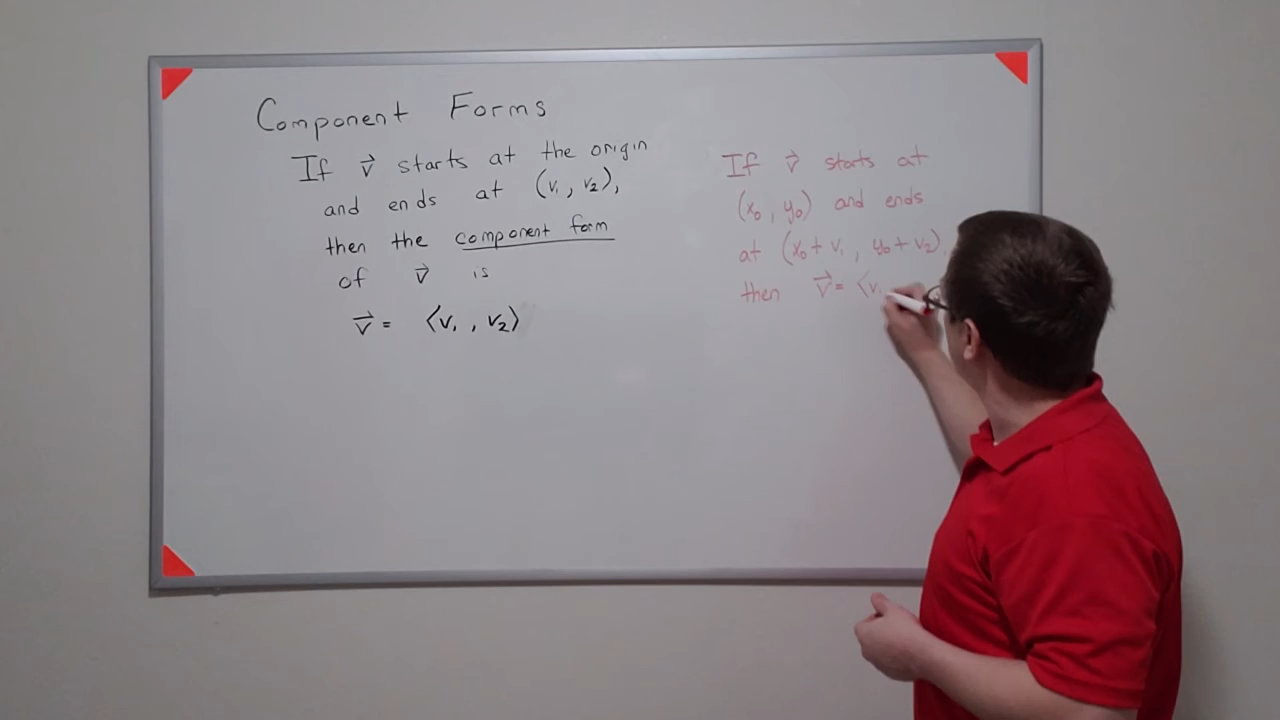 Component Forms
If v⃗ starts at the origin
and ends at (v₁, v₂),
then the component form
of v⃗ is
v⃗ = ⟨v₁, v₂⟩
If v⃗ starts at
(x₀, y₀) and ends
at (x₀ + v₁, y₀ + v₂),
then v⃗ = ⟨v₁